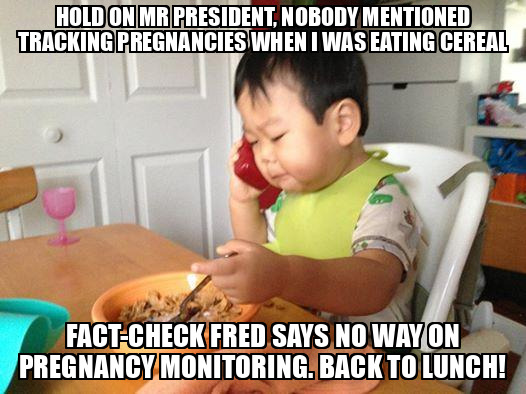 HOLD ON MR PRESIDENT, NOBODY MENTIONED
TRACKING PREGNANCIES WHEN I WAS EATING CEREAL
FACT-CHECK FRED SAYS NO WAY ON
PREGNANCY MONITORING. BACK TO LUNCH!